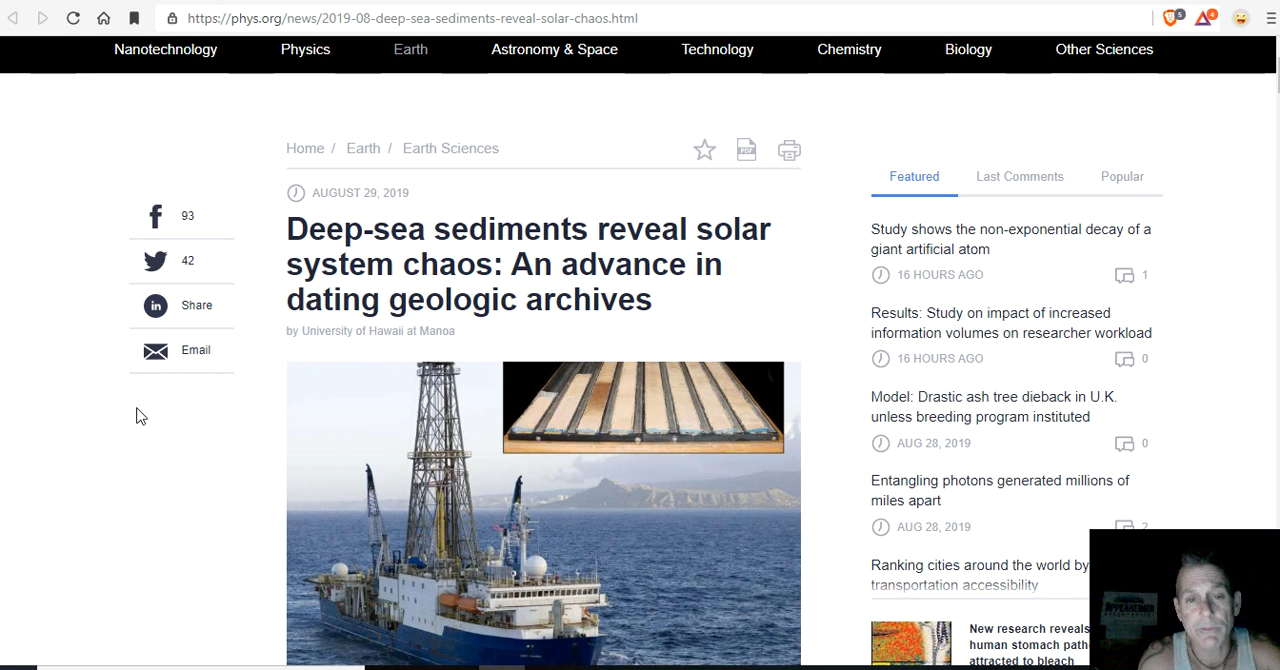 https://phys.org/news/2019-08-deep-sea-sediments-reveal-solar-chaos.html
5
4
Nanotechnology Physics Earth Astronomy & Space Technology Chemistry Biology Other Sciences
Home / Earth / Earth Sciences
PDF
AUGUST 29, 2019
Deep-sea sediments reveal solar
system chaos: An advance in
dating geologic archives
by University of Hawaii at Manoa
93
42
in Share
Email
Featured Last Comments Popular
Study shows the non-exponential decay of a
giant artificial atom
16 HOURS AGO 1
Results: Study on impact of increased
information volumes on researcher workload
16 HOURS AGO 0
Model: Drastic ash tree dieback in U.K.
unless breeding program instituted
AUG 28, 2019 0
Entangling photons generated millions of
miles apart
AUG 28, 2019 2
Ranking cities around the world by
transportation accessibility
New research reveals
human stomach path
attracted to bleach